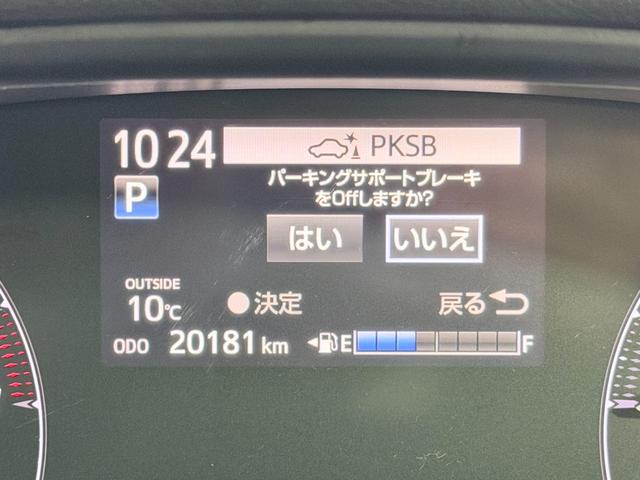 10 24
PKSB
P
パーキングサポートブレーキ
をOffしますか?
はい いいえ
OUTSIDE
10℃
●決定 戻る
ODO 20181 km
E F